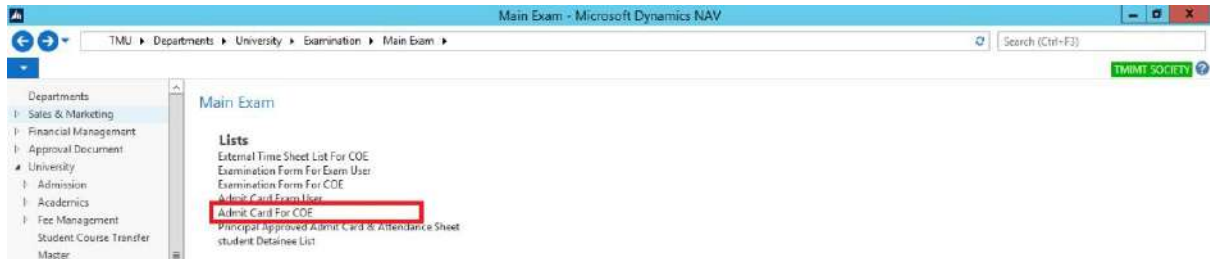 Main Exam - Microsoft Dynamics NAV
TMU Departments University Examination Main Exam
Search (Ctrl+F3)
TMIMT SOCIETY
Departments
Sales & Marketing
Financial Management
Approval Document
University
Admission
Academics
Fee Management
Student Course Transfer
Master
Main Exam
Lists
External Time Sheet List For COE
Examination Form For Exam User
Examination Form For COE
Admit Card Exam User
Admit Card For COE
Principal Approved Admit Card & Attendance Sheet
student Detainee List